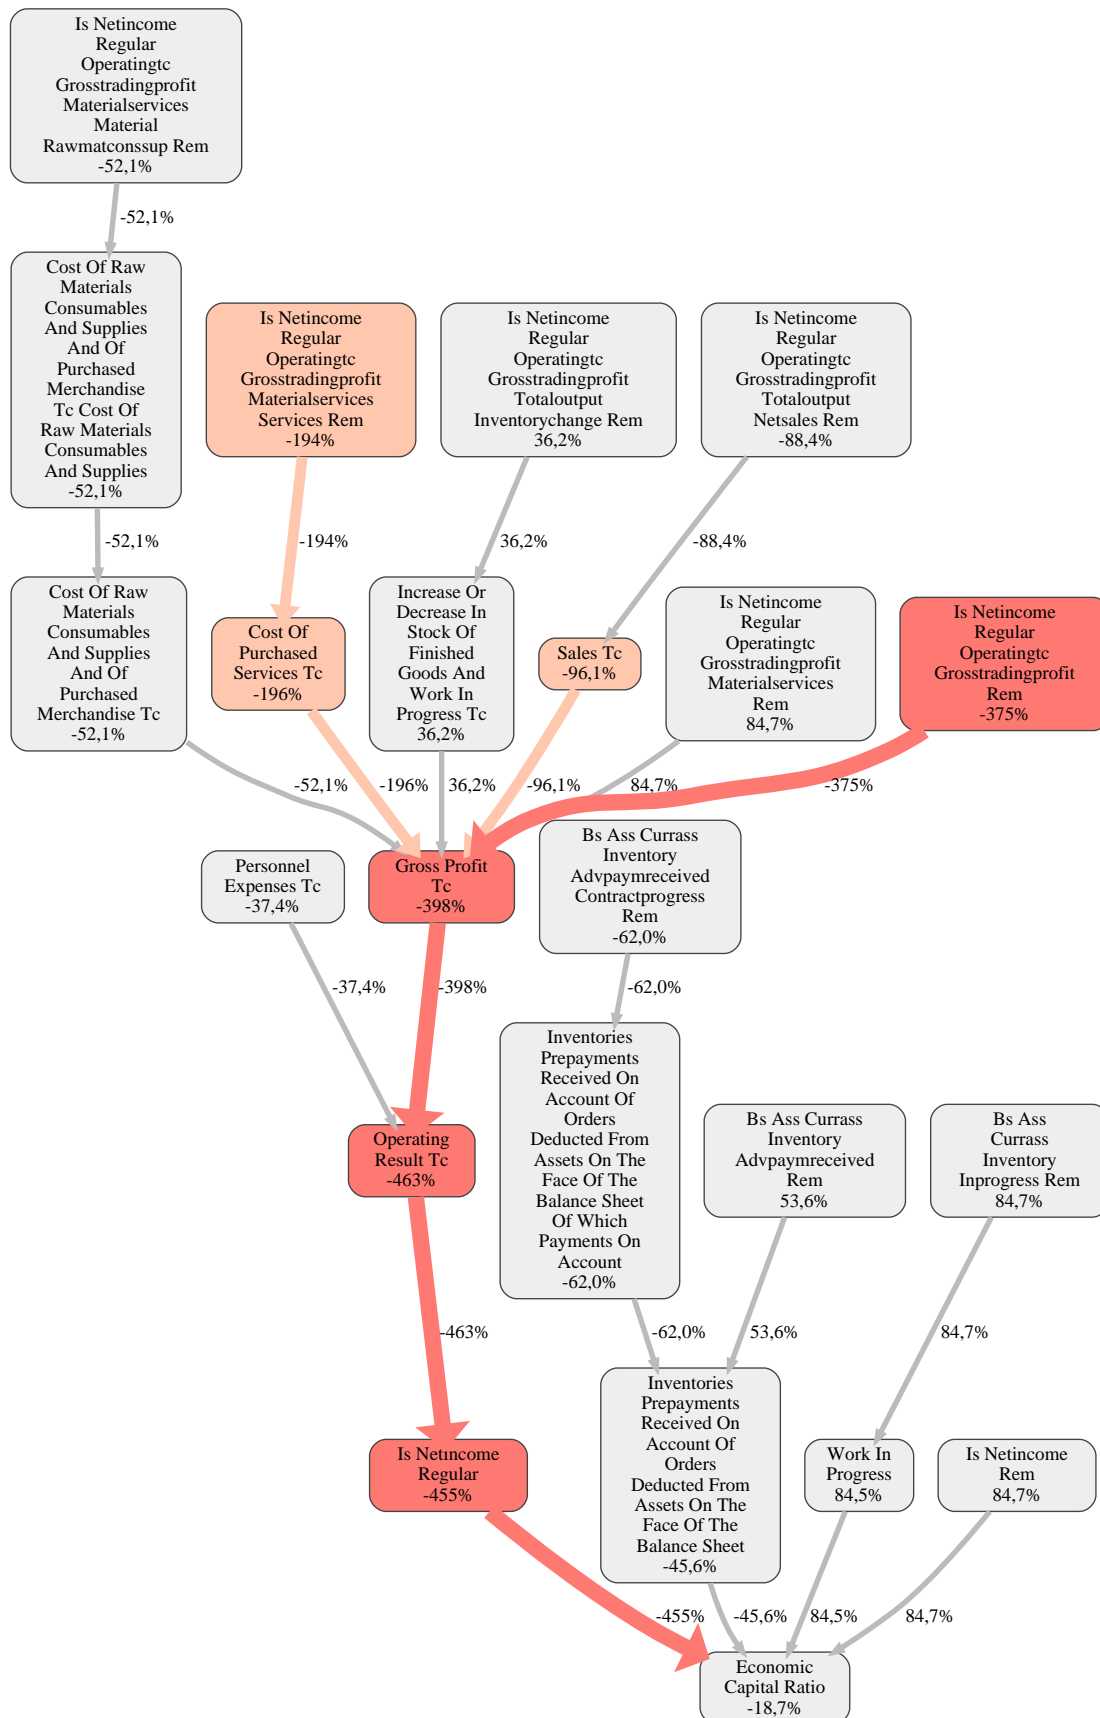 Is Netincome
Regular
Operatingtc
Grosstradingprofit
Materialservices
Material
Rawmatconssup Rem
-52,1%
-52,1%
Cost Of Raw
Materials
Consumables
And Supplies
And Of
Purchased
Merchandise
Tc Cost Of
Raw Materials
Consumables
And Supplies
-52,1%
Is Netincome
Regular
Operatingtc
Grosstradingprofit
Materialservices
Services Rem
-194%
Is Netincome
Regular
Operatingtc
Grosstradingprofit
Totaloutput
Inventorychange Rem
36,2%
Is Netincome
Regular
Operatingtc
Grosstradingprofit
Totaloutput
Netsales Rem
-88,4%
-52,1%
-194%
36,2%
-88,4%
Cost Of Raw
Materials
Consumables
And Supplies
And Of
Purchased
Merchandise Tc
-52,1%
Cost Of
Purchased
Services Tc
-196%
Increase Or
Decrease In
Stock Of
Finished
Goods And
Work In
Progress Tc
36,2%
Sales Tc
-96,1%
Is Netincome
Regular
Operatingtc
Grosstradingprofit
Materialservices
Rem
84,7%
Is Netincome
Regular
Operatingtc
Grosstradingprofit
Rem
-375%
-52,1%
-196%
36,2%
-96,1%
84,7%
-375%
Personnel
Expenses Tc
-37,4%
Gross Profit
Tc
-398%
Bs Ass Currass
Inventory
Advpaymreceived
Contractprogress
Rem
-62,0%
-37,4%
-398%
-62,0%
Inventories
Prepayments
Received On
Account Of
Orders
Deducted From
Assets On The
Face Of The
Balance Sheet
Of Which
Payments On
Account
-62,0%
Operating
Result Tc
-463%
Bs Ass Currass
Inventory
Advpaymreceived
Rem
53,6%
Bs Ass
Currass
Inventory
Inprogress Rem
84,7%
-463%
-62,0%
53,6%
84,7%
Is Netincome
Regular
-455%
Inventories
Prepayments
Received On
Account Of
Orders
Deducted From
Assets On The
Face Of The
Balance Sheet
-45,6%
Work In
Progress
84,5%
Is Netincome
Rem
84,7%
-455%
-45,6%
84,5%
84,7%
Economic
Capital Ratio
-18,7%